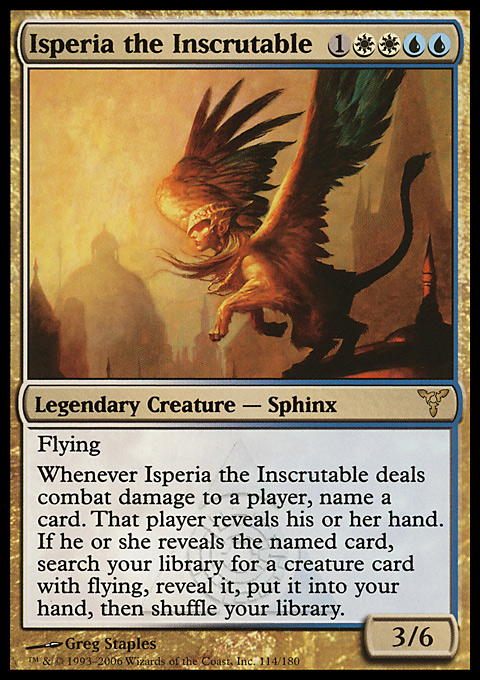 Isperia the Inscrutable 1
Legendary Creature — Sphinx
Flying
Whenever Isperia the Inscrutable deals
combat damage to a player, name a
card. That player reveals his or her hand.
If he or she reveals the named card,
search your library for a creature card
with flying, reveal it, put it into your
hand, then shuffle your library.
Greg Staples
3/6
™ & © 1993–2006 Wizards of the Coast, Inc. 114/180